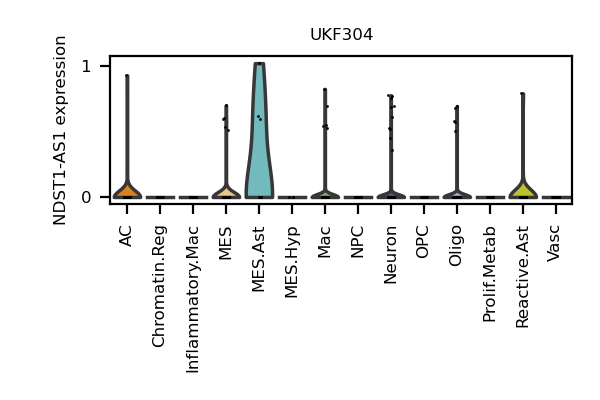 UKF304
NDST1-AS1 expression
1
0
AC
Chromatin.Reg
Inflammatory.Mac
MES
MES.Ast
MES.Hyp
Mac
NPC
Neuron
OPC
Oligo
Prolif.Metab
Reactive.Ast
Vasc